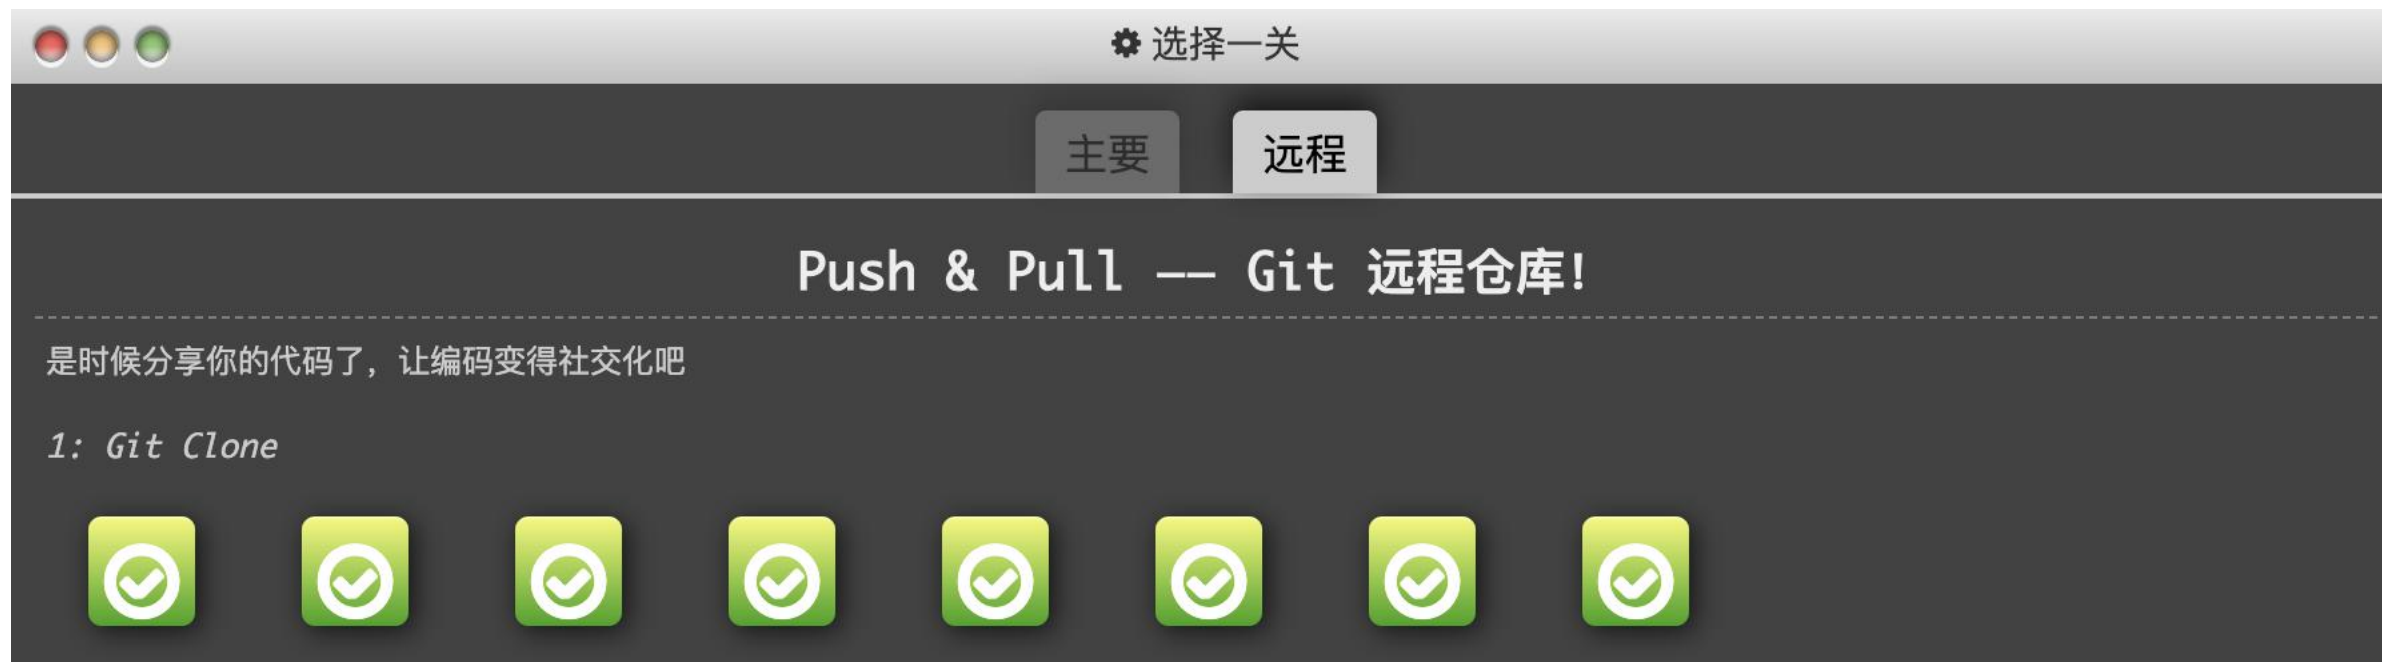 选择一关
主要 远程
Push & Pull —— Git 远程仓库!
是时候分享你的代码了，让编码变得社交化吧
1: Git Clone